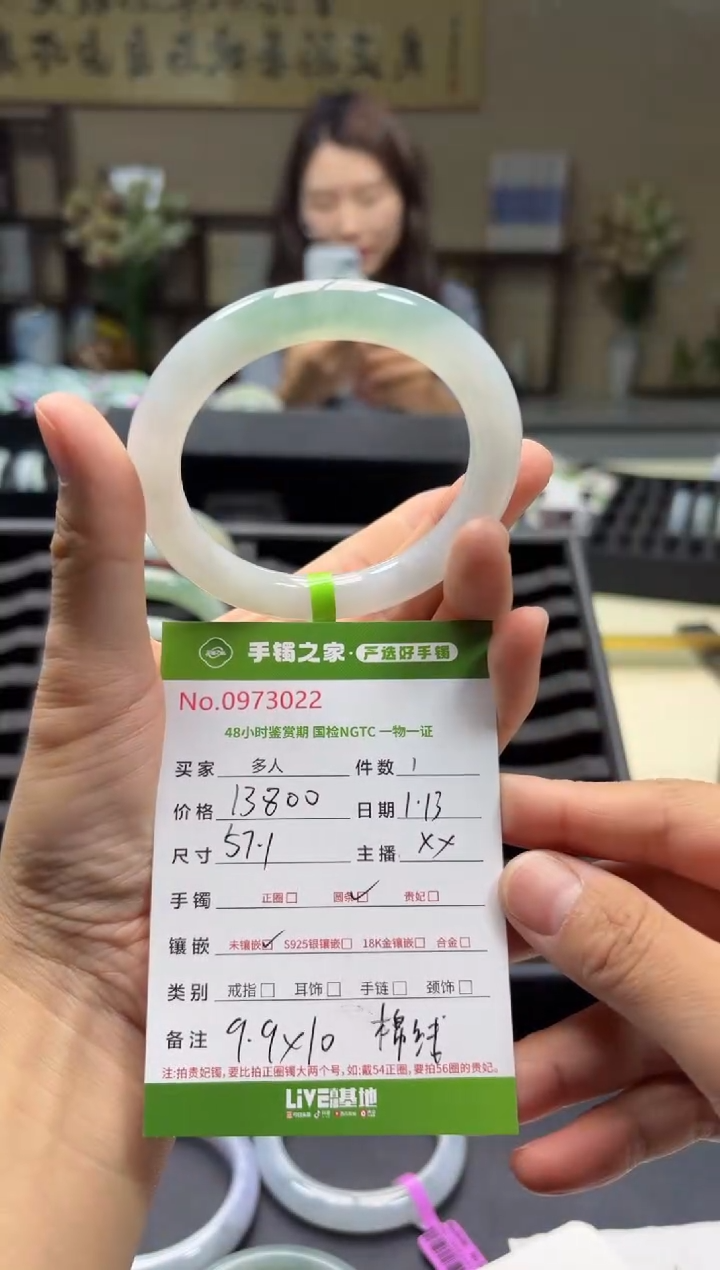 手镯之家·严选好手镯
No.0973022
48小时鉴赏期 国检NGTC 一物一证
买家 多人 件数 1
价格 13800 日期 1.13
尺寸 57.1 主播 XX
手镯 正圈□ 圆条☑ 贵妃□
镶嵌 未镶嵌☑ S925银镶嵌□ 18K金镶嵌□ 合金□
类别 戒指□ 耳饰□ 手链□ 颈饰□
备注 9.9x10 棉绒
注:拍贵妃镯,要比拍正圈镯大两个号,如:戴54正圈,要拍56圈的贵妃。
LiVE 基地